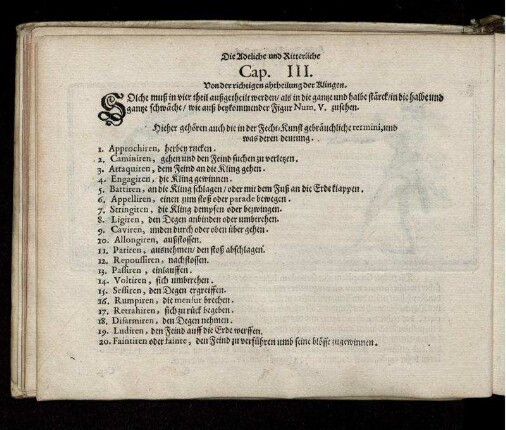 Die Adeliche und Ritterliche
Cap. III.
Von der richtigen abtheilung der Klingen.
SOlche muß in vier theil außgetheilt werden / als in die gantze und halbe stärck / in die halbe und
gantze schwäche / wie auß beykommender Figur Num. V. zusehen.
Hieher gehören auch die in der Fecht-Kunst gebräuchliche termini, und
was deren deutung.
1. Approchiren, herbey rucken.
2. Caminiren, gehen und den Feind suchen zu verletzen.
3. Attaquiren, dem Feind an die Kling gehen.
4. Engagiren, die Kling gewinnen.
5. Battiren, an die Kling schlagen / oder mit dem Fuß an die Erde klappen.
6. Appelliren, einen zum stoß oder parade bewegen.
7. Stringiren, die Kling dempfen oder bezwingen.
8. Ligiren, den Degen anbinden oder umbrehen.
9. Caviren, unden durch oder oben über gehen.
10. Allongiren, außstossen.
11. Pariren, ausnehmen / den stoß abschlagen.
12. Repoussiren, nachstossen.
13. Passiren, einlauffen.
14. Voltiren, sich umbrehen.
15. Sessiren, den Degen ergreiffen.
16. Rumpiren, die mensur brechen.
17. Retrahiren, sich zu rück begeben.
18. Disarmiren, den Degen nehmen.
19. Ludiren, den Feind auff die Erde werffen.
20. Faintiren oder fainte, den Feind zu verführen umb seine blösse zugewinnen.